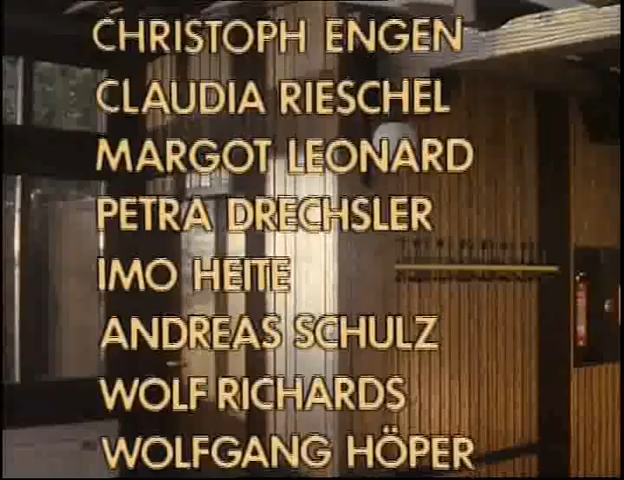 CHRISTOPH ENGEN
CLAUDIA RIESCHEL
MARGOT LEONARD
PETRA DRECHSLER
IMO HEITE
ANDREAS SCHULZ
WOLF RICHARDS
WOLFGANG HÖPER